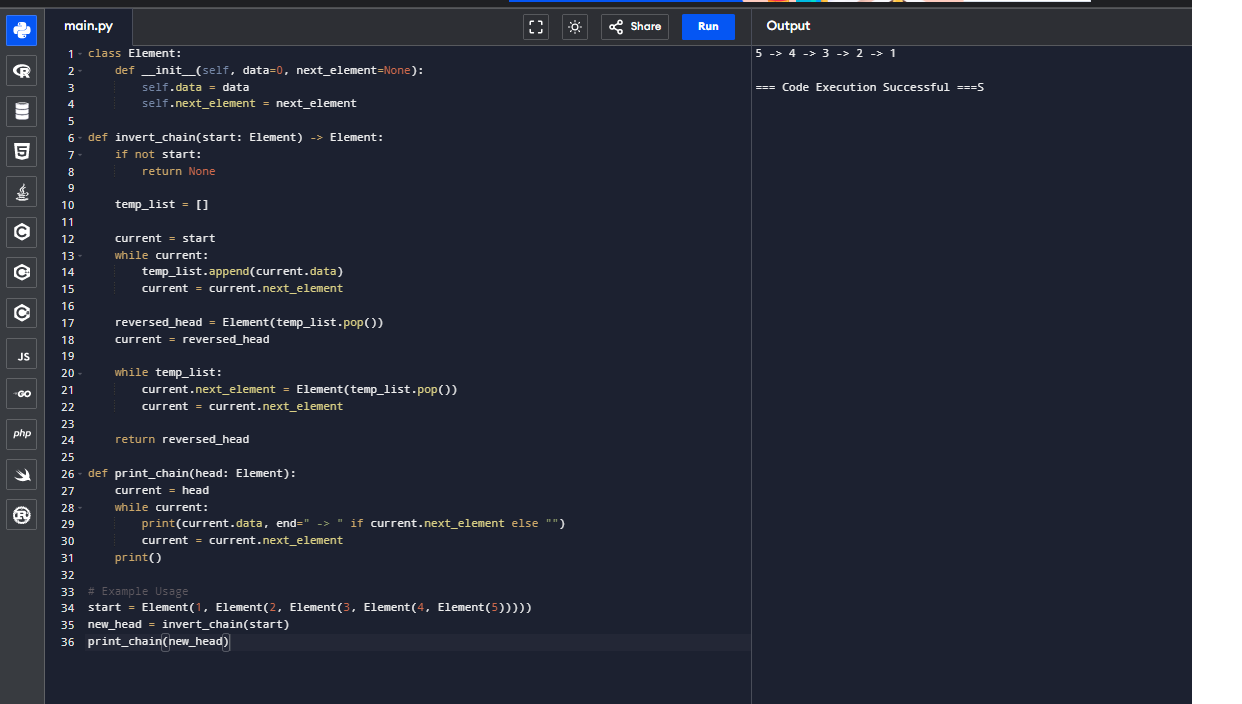 main.py
Share
Run
Output
R
5
C
C
C
JS
GO
php
R
1 class Element:
2     def __init__(self, data=0, next_element=None):
3         self.data = data
4         self.next_element = next_element
5
6 def invert_chain(start: Element) -> Element:
7     if not start:
8         return None
9
10     temp_list = []
11
12     current = start
13     while current:
14         temp_list.append(current.data)
15         current = current.next_element
16
17     reversed_head = Element(temp_list.pop())
18     current = reversed_head
19
20     while temp_list:
21         current.next_element = Element(temp_list.pop())
22         current = current.next_element
23
24     return reversed_head
25
26 def print_chain(head: Element):
27     current = head
28     while current:
29         print(current.data, end=" -> " if current.next_element else "")
30         current = current.next_element
31     print()
32
33 # Example Usage
34 start = Element(1, Element(2, Element(3, Element(4, Element(5)))))
35 new_head = invert_chain(start)
36 print_chain(new_head)
5 -> 4 -> 3 -> 2 -> 1
=== Code Execution Successful ===S